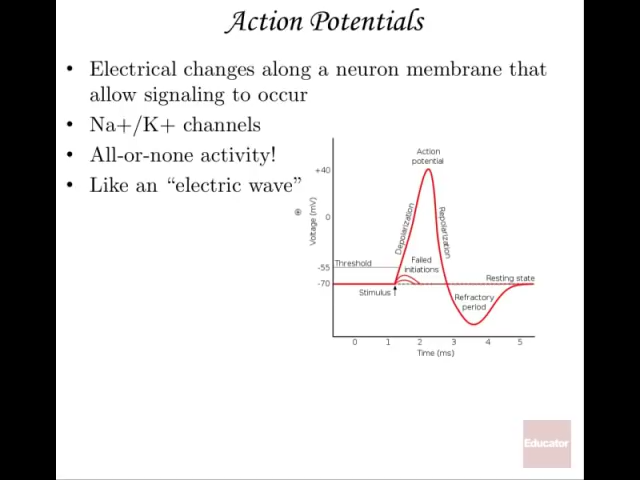 Action Potentials
• Electrical changes along a neuron membrane that
allow signaling to occur
• Na+/K+ channels
• All-or-none activity!
• Like an “electric wave”
Action
potential
+40
0
-55
-70
Voltage (mV)
Depolarization
Repolarization
Threshold
Failed
initiations
Stimulus
Resting state
Refractory
period
0 1 2 3 4 5
Time (ms)
Educator